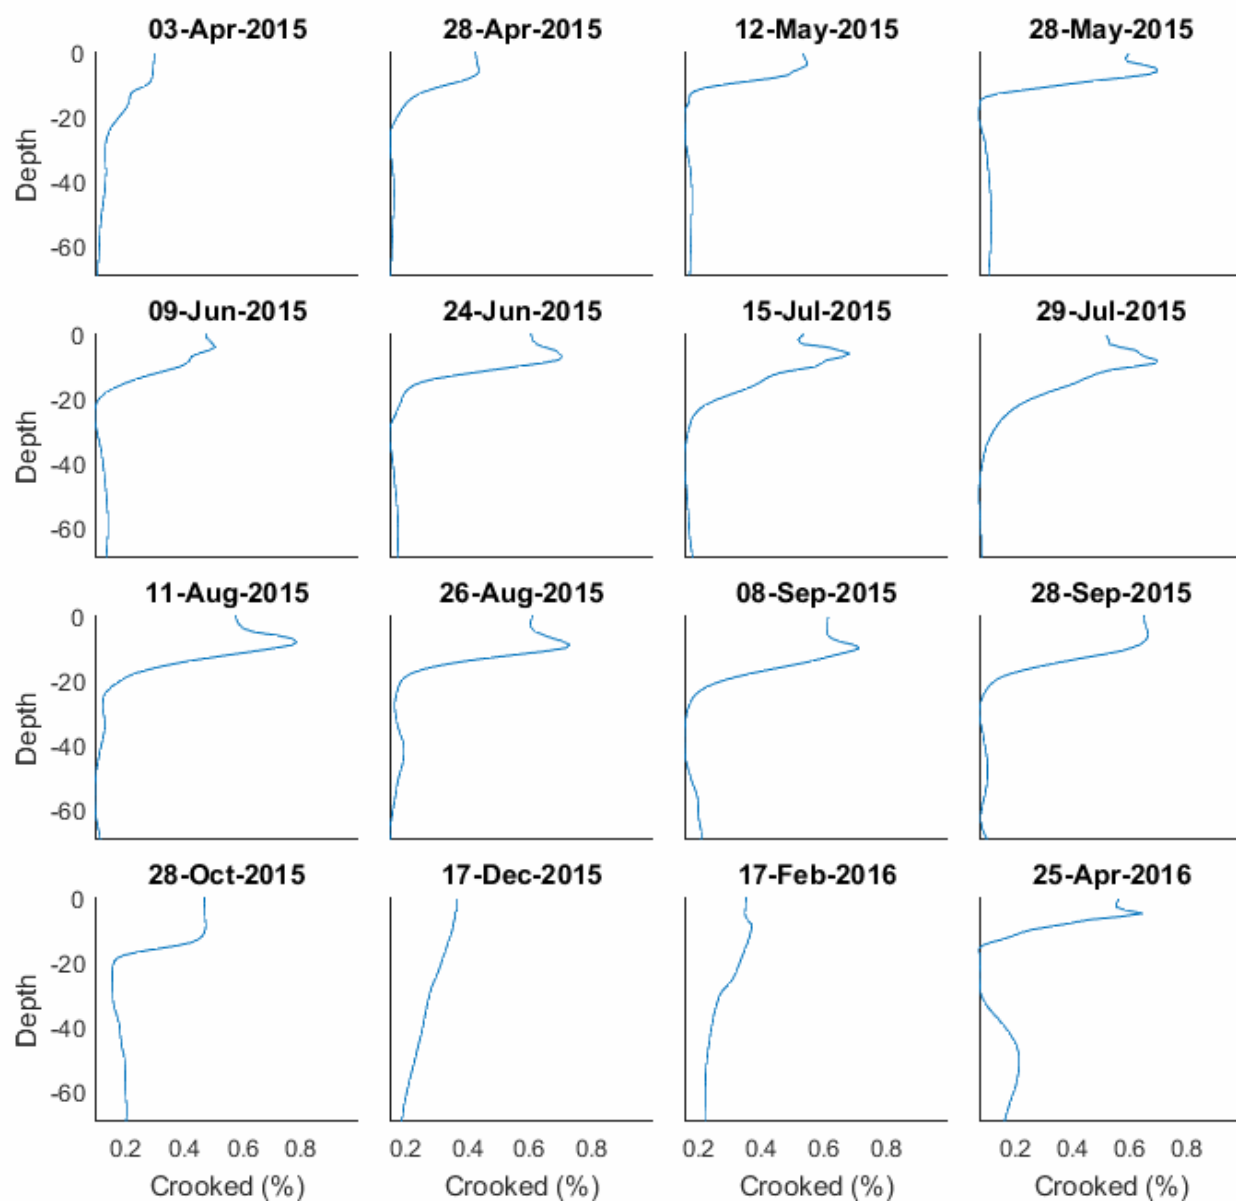 03-Apr-2015 28-Apr-2015 12-May-2015 28-May-2015
0
-20
-40
-60
Depth
09-Jun-2015 24-Jun-2015 15-Jul-2015 29-Jul-2015
0
-20
-40
-60
Depth
11-Aug-2015 26-Aug-2015 08-Sep-2015 28-Sep-2015
0
-20
-40
-60
Depth
28-Oct-2015 17-Dec-2015 17-Feb-2016 25-Apr-2016
0
-20
-40
-60
Depth
0.2 0.4 0.6 0.8 0.2 0.4 0.6 0.8 0.2 0.4 0.6 0.8 0.2 0.4 0.6 0.8
Crooked (%) Crooked (%) Crooked (%) Crooked (%)